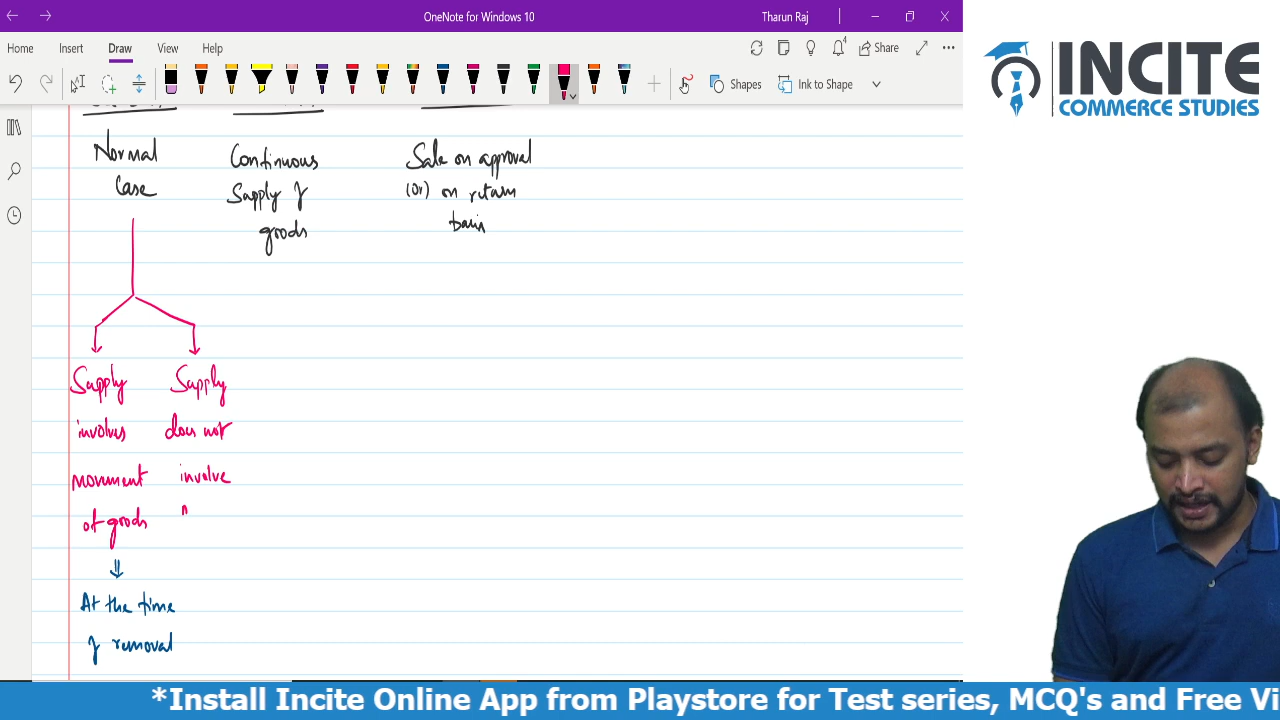 OneNote for Windows 10
Tharun Raj
Home Insert Draw View Help
4
Share
Shapes
Ink to Shape
INCITE
COMMERCE STUDIES
Normal
Case
Continuous
Supply of
goods
Sale on approval
(or) on return
basis
Supply
involves
movement
of goods
Supply
does not
involve
At the time
of removal
*Install Incite Online App from Playstore for Test series, MCQ's and Free Vi